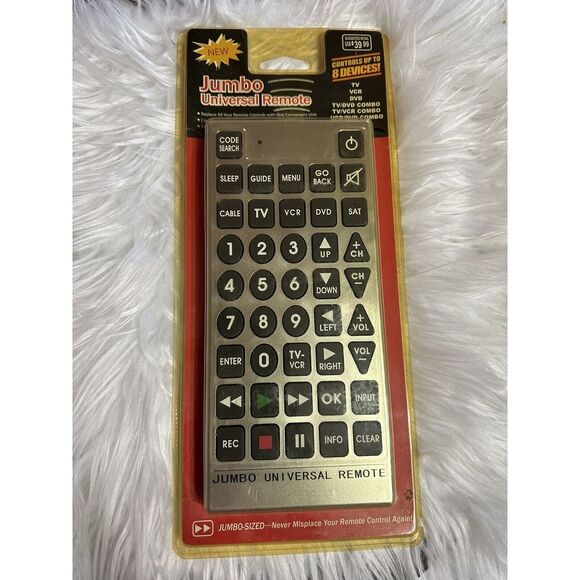 NEW
Jumbo
Universal Remote
Replace All Your Remote Controls with One Convenient Unit
SUGGESTED RETAIL
US$39.99
CONTROLS UP TO
8 DEVICES!
TV
VCR
DVD
TV/DVD COMBO
TV/VCR COMBO
CODE
SEARCH
SLEEP GUIDE MENU GO
BACK
CABLE TV VCR DVD SAT
1 2 3 UP + CH
4 5 6 DOWN CH −
7 8 9 LEFT + VOL
ENTER 0 TV-
VCR RIGHT VOL −
OK INPUT
REC INFO CLEAR
JUMBO UNIVERSAL REMOTE
JUMBO-SIZED—Never Misplace Your Remote Control Again!